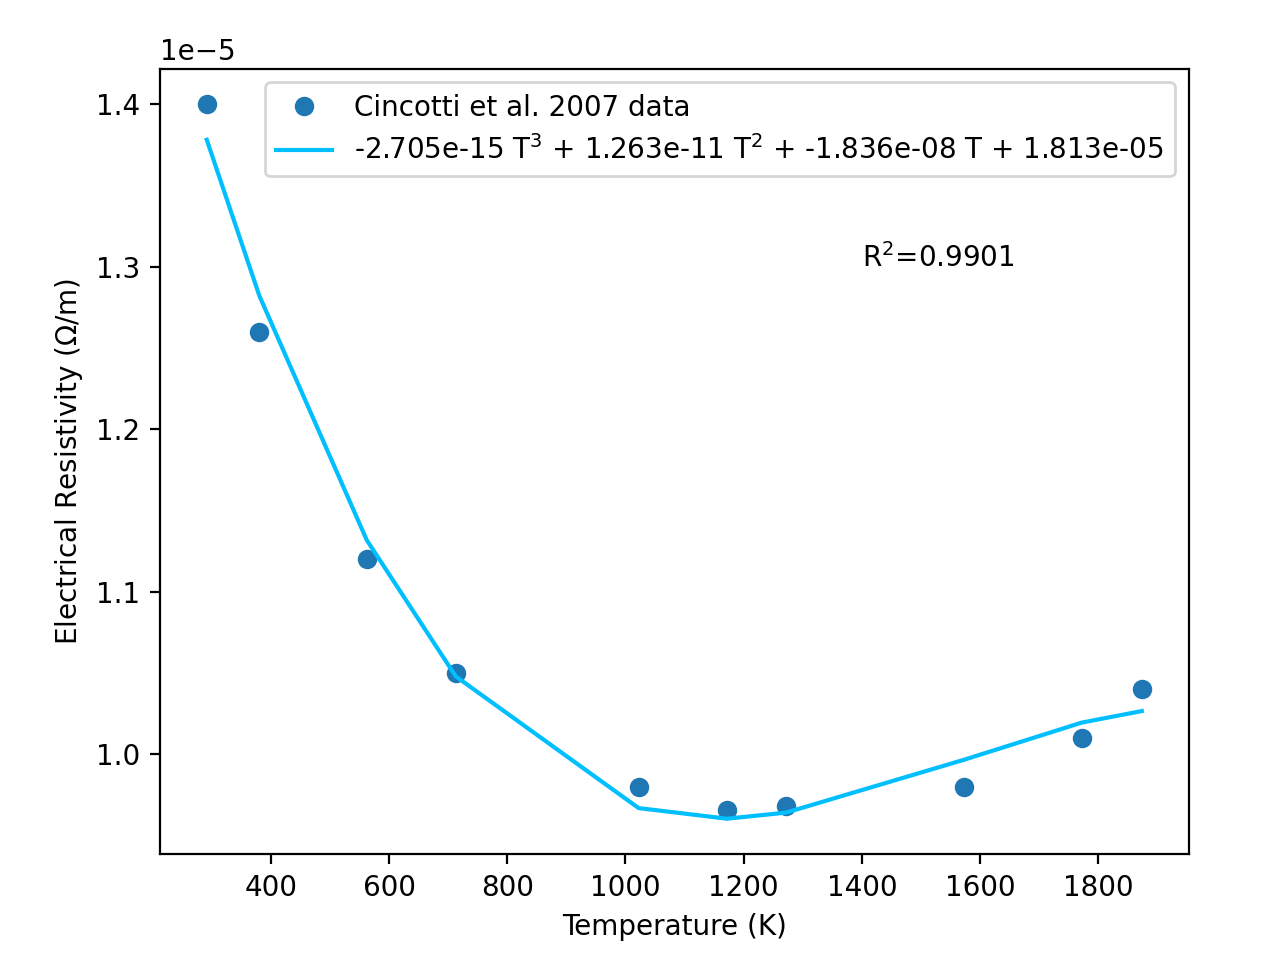 1e−5
Cincotti et al. 2007 data
-2.705e-15 T³ + 1.263e-11 T² + -1.836e-08 T + 1.813e-05
R²=0.9901
1.4
1.3
1.2
1.1
1.0
Electrical Resistivity (Ω/m)
400 600 800 1000 1200 1400 1600 1800
Temperature (K)